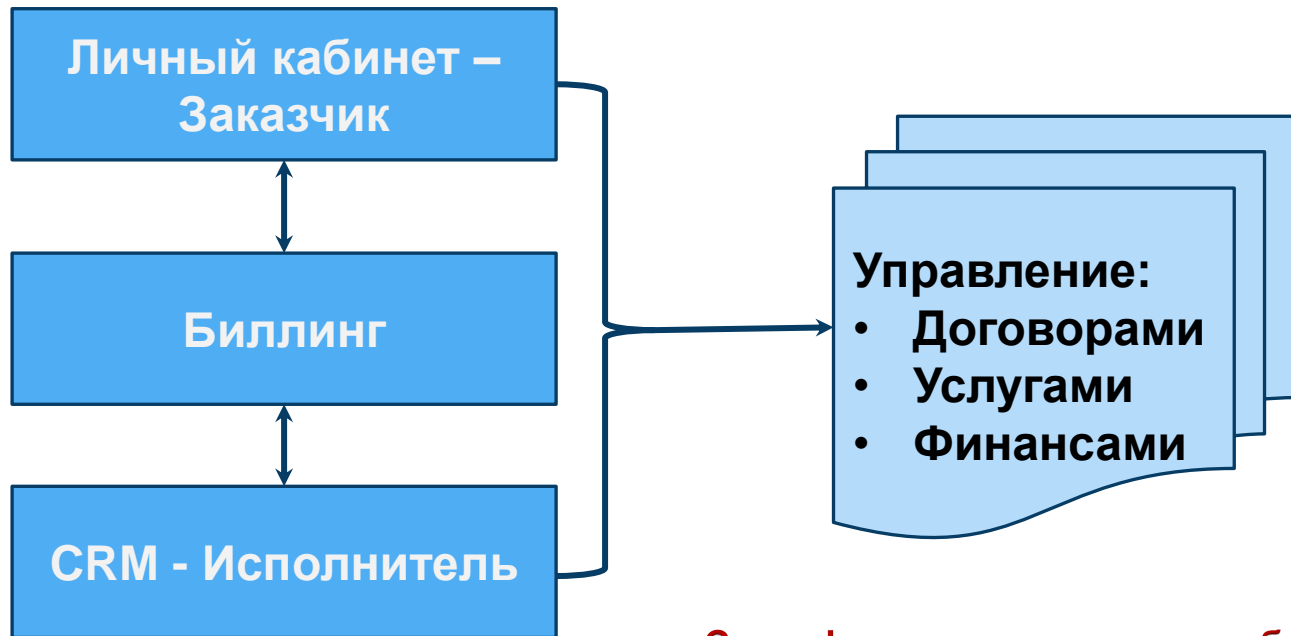 Личный кабинет –
Заказчик
Биллинг
CRM - Исполнитель
Управление:
• Договорами
• Услугами
• Финансами